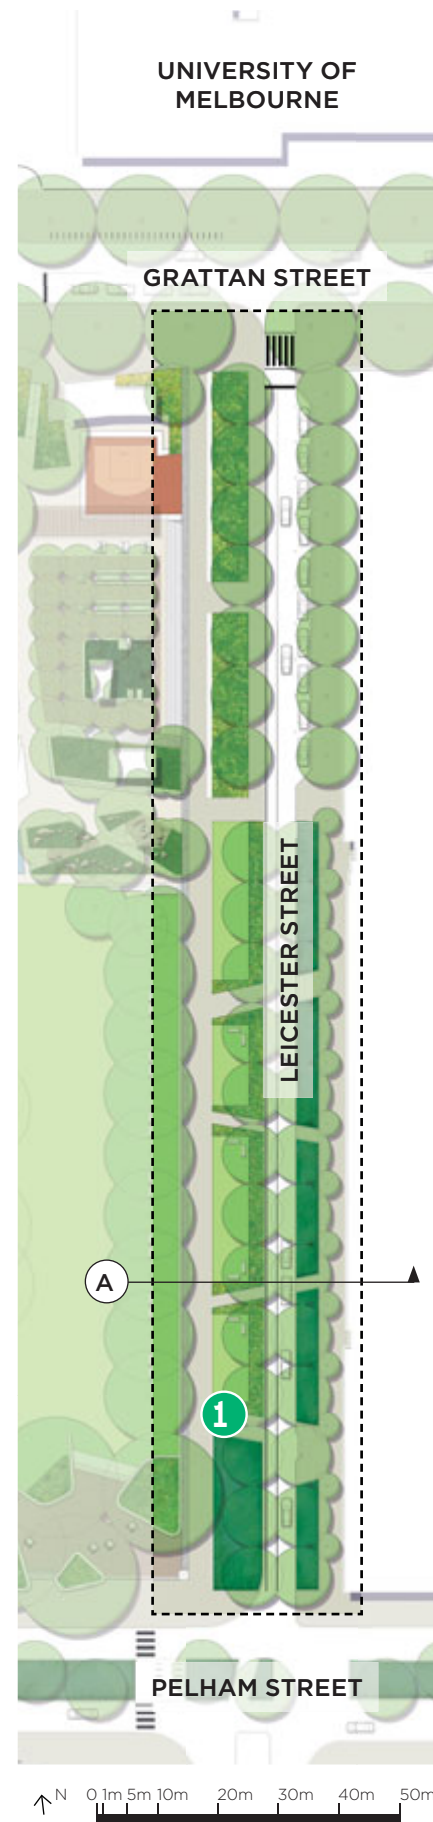 UNIVERSITY OF
MELBOURNE
GRATTAN STREET
LEICESTER STREET
A
1
PELHAM STREET
N 0 1m 5m 10m 20m 30m 40m 50m